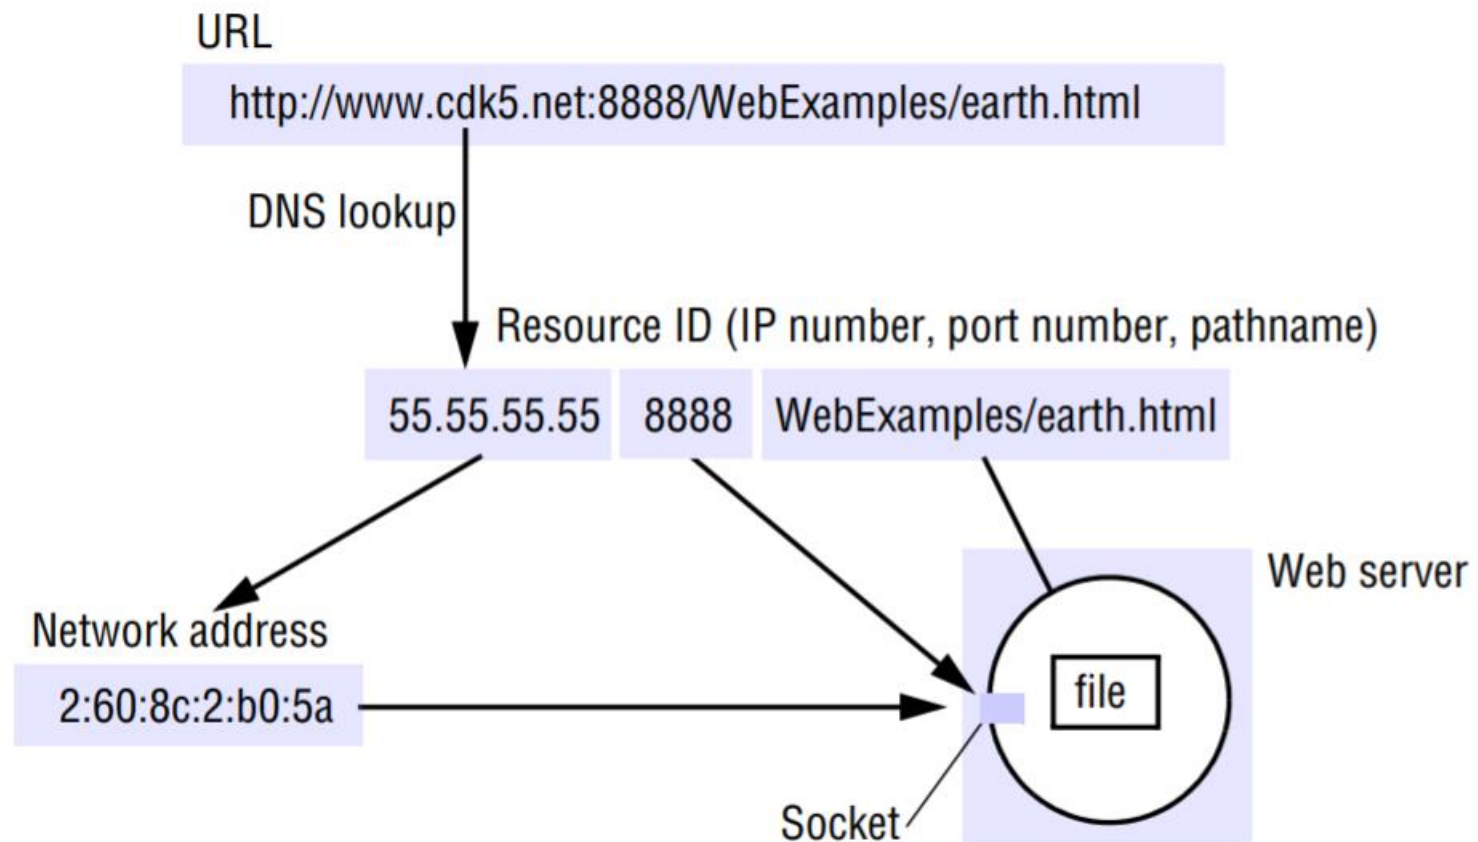 URL
http://www.cdk5.net:8888/WebExamples/earth.html
DNS lookup
Resource ID (IP number, port number, pathname)
55.55.55.55 8888 WebExamples/earth.html
Web server
Network address
file
2:60:8c:2:b0:5a
Socket